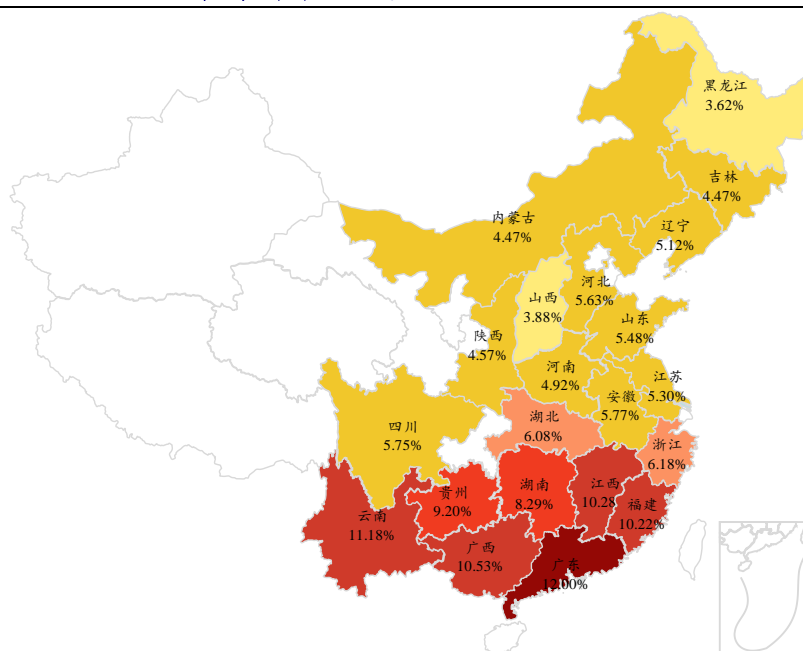 黑龙江
3.62%
吉林
4.47%
内蒙古
4.47%
辽宁
5.12%
河北
5.63%
山西
3.88%
山东
5.48%
陕西
4.57%
河南
4.92%
江苏
5.30%
安徽
5.77%
湖北
6.08%
四川
5.75%
浙江
6.18%
贵州
9.20%
湖南
8.29%
江西
10.28
福建
10.22%
云南
11.18%
广西
10.53%
广东
12.00%